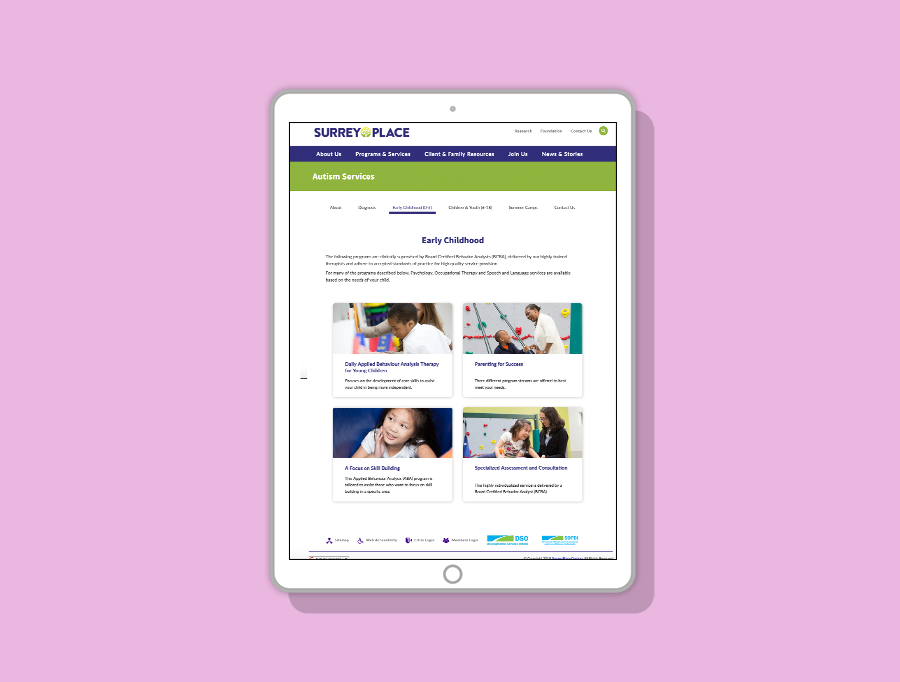 SURREY PLACE
Research Foundation Contact Us
About Us Programs & Services Client & Family Resources Join Us News & Stories
Autism Services
About Diagnosis Early Childhood (0-6) Children & Youth (6-18) Summer Camps Contact Us
Early Childhood
The following programs are clinically supervised by Board Certified Behavior Analysts (BCBA), delivered by our highly trained
therapists and adhere to accepted standards of practice for high quality service provision.
For many of the programs described below, Psychology, Occupational Therapy and Speech and Language services are available
based on the needs of your child.
Daily Applied Behaviour Analysis Therapy
for Young Children
Focuses on the development of core skills to assist
your child in being more independent.
Parenting for Success
Three different program streams are offered to best
meet your needs.
A Focus on Skill Building
This Applied Behaviour Analysis (ABA) program is
tailored to assist those who want to focus on skill
building in a specific area.
Specialized Assessment and Consultation
This highly individualized service is delivered by a
Board Certified Behavior Analyst (BCBA)
Sitemap Web Accessibility Login Members Login DSO SOPDI